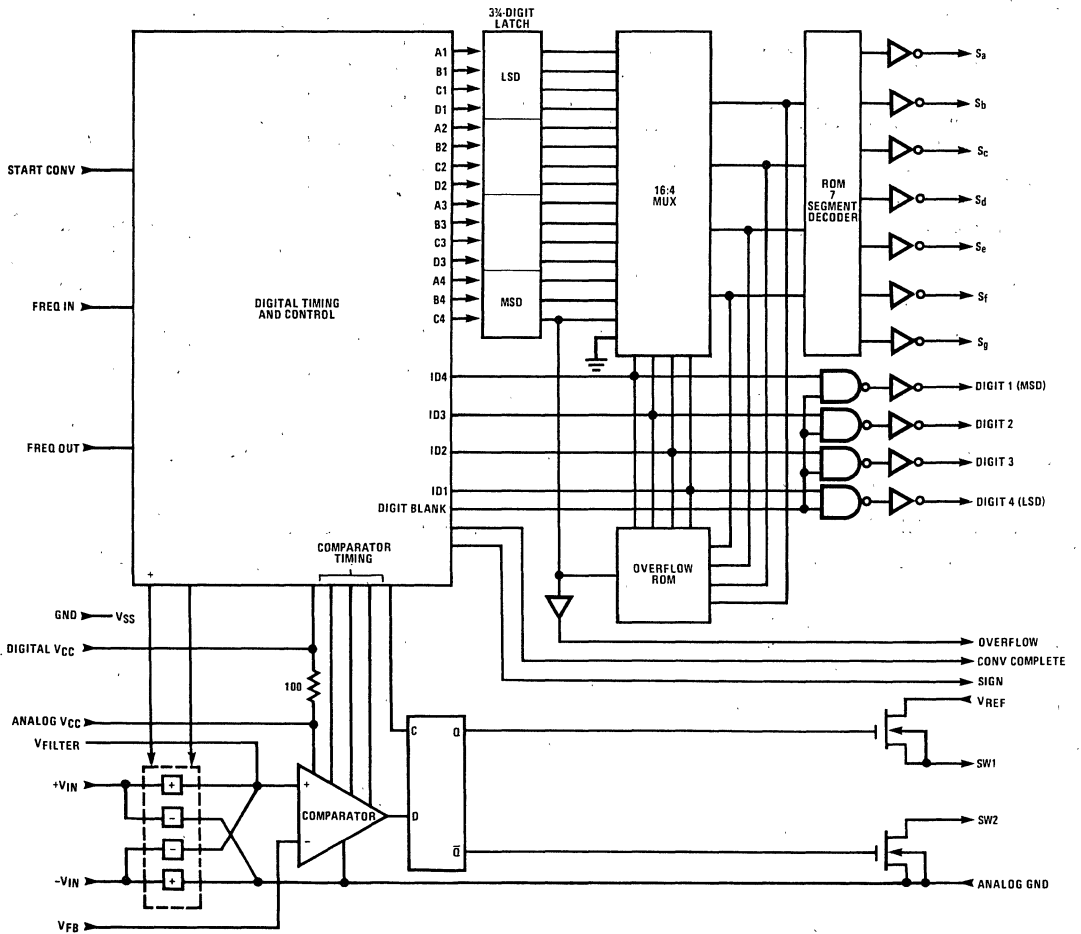 3¾-DIGIT
LATCH
A1
B1
C1
D1
A2
B2
C2
D2
A3
B3
C3
D3
A4
B4
C4
LSD
MSD
16:4
MUX
ROM
7
SEGMENT
DECODER
Sa
Sb
Sc
Sd
Se
Sf
Sg
START CONV
FREQ IN
FREQ OUT
DIGITAL TIMING
AND CONTROL
ID4
ID3
ID2
ID1
DIGIT BLANK
DIGIT 1 (MSD)
DIGIT 2
DIGIT 3
DIGIT 4 (LSD)
COMPARATOR
TIMING
+
OVERFLOW
ROM
GND
VSS
DIGITAL VCC
100
ANALOG VCC
VFILTER
+VIN
-VIN
VFB
+
−
−
+
+
−
COMPARATOR
C
Q
D
Q̅
OVERFLOW
CONV COMPLETE
SIGN
VREF
SW1
SW2
ANALOG GND